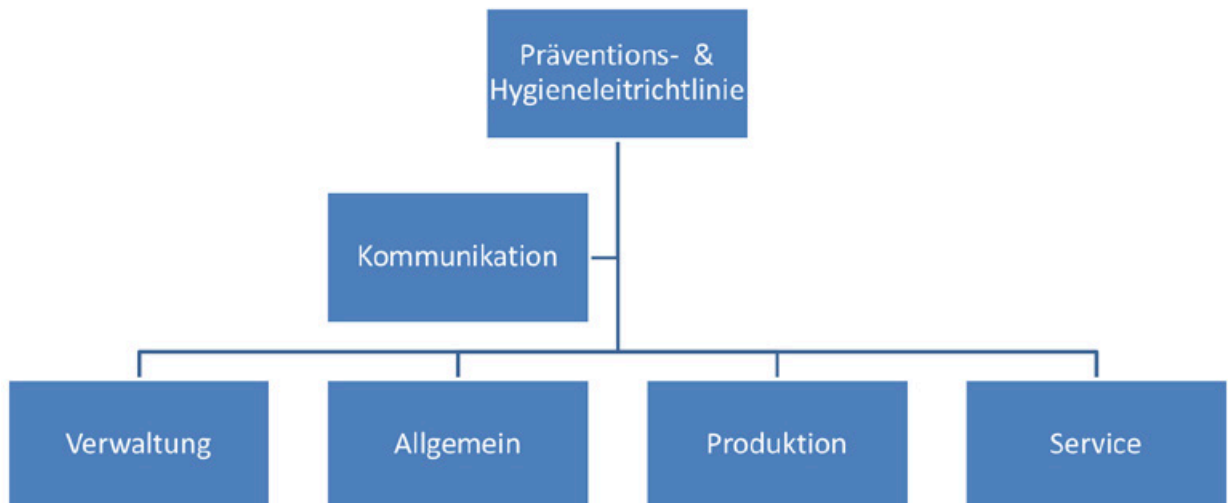 Präventions- &
Hygieneleitrichtlinie
Kommunikation
Verwaltung
Allgemein
Produktion
Service